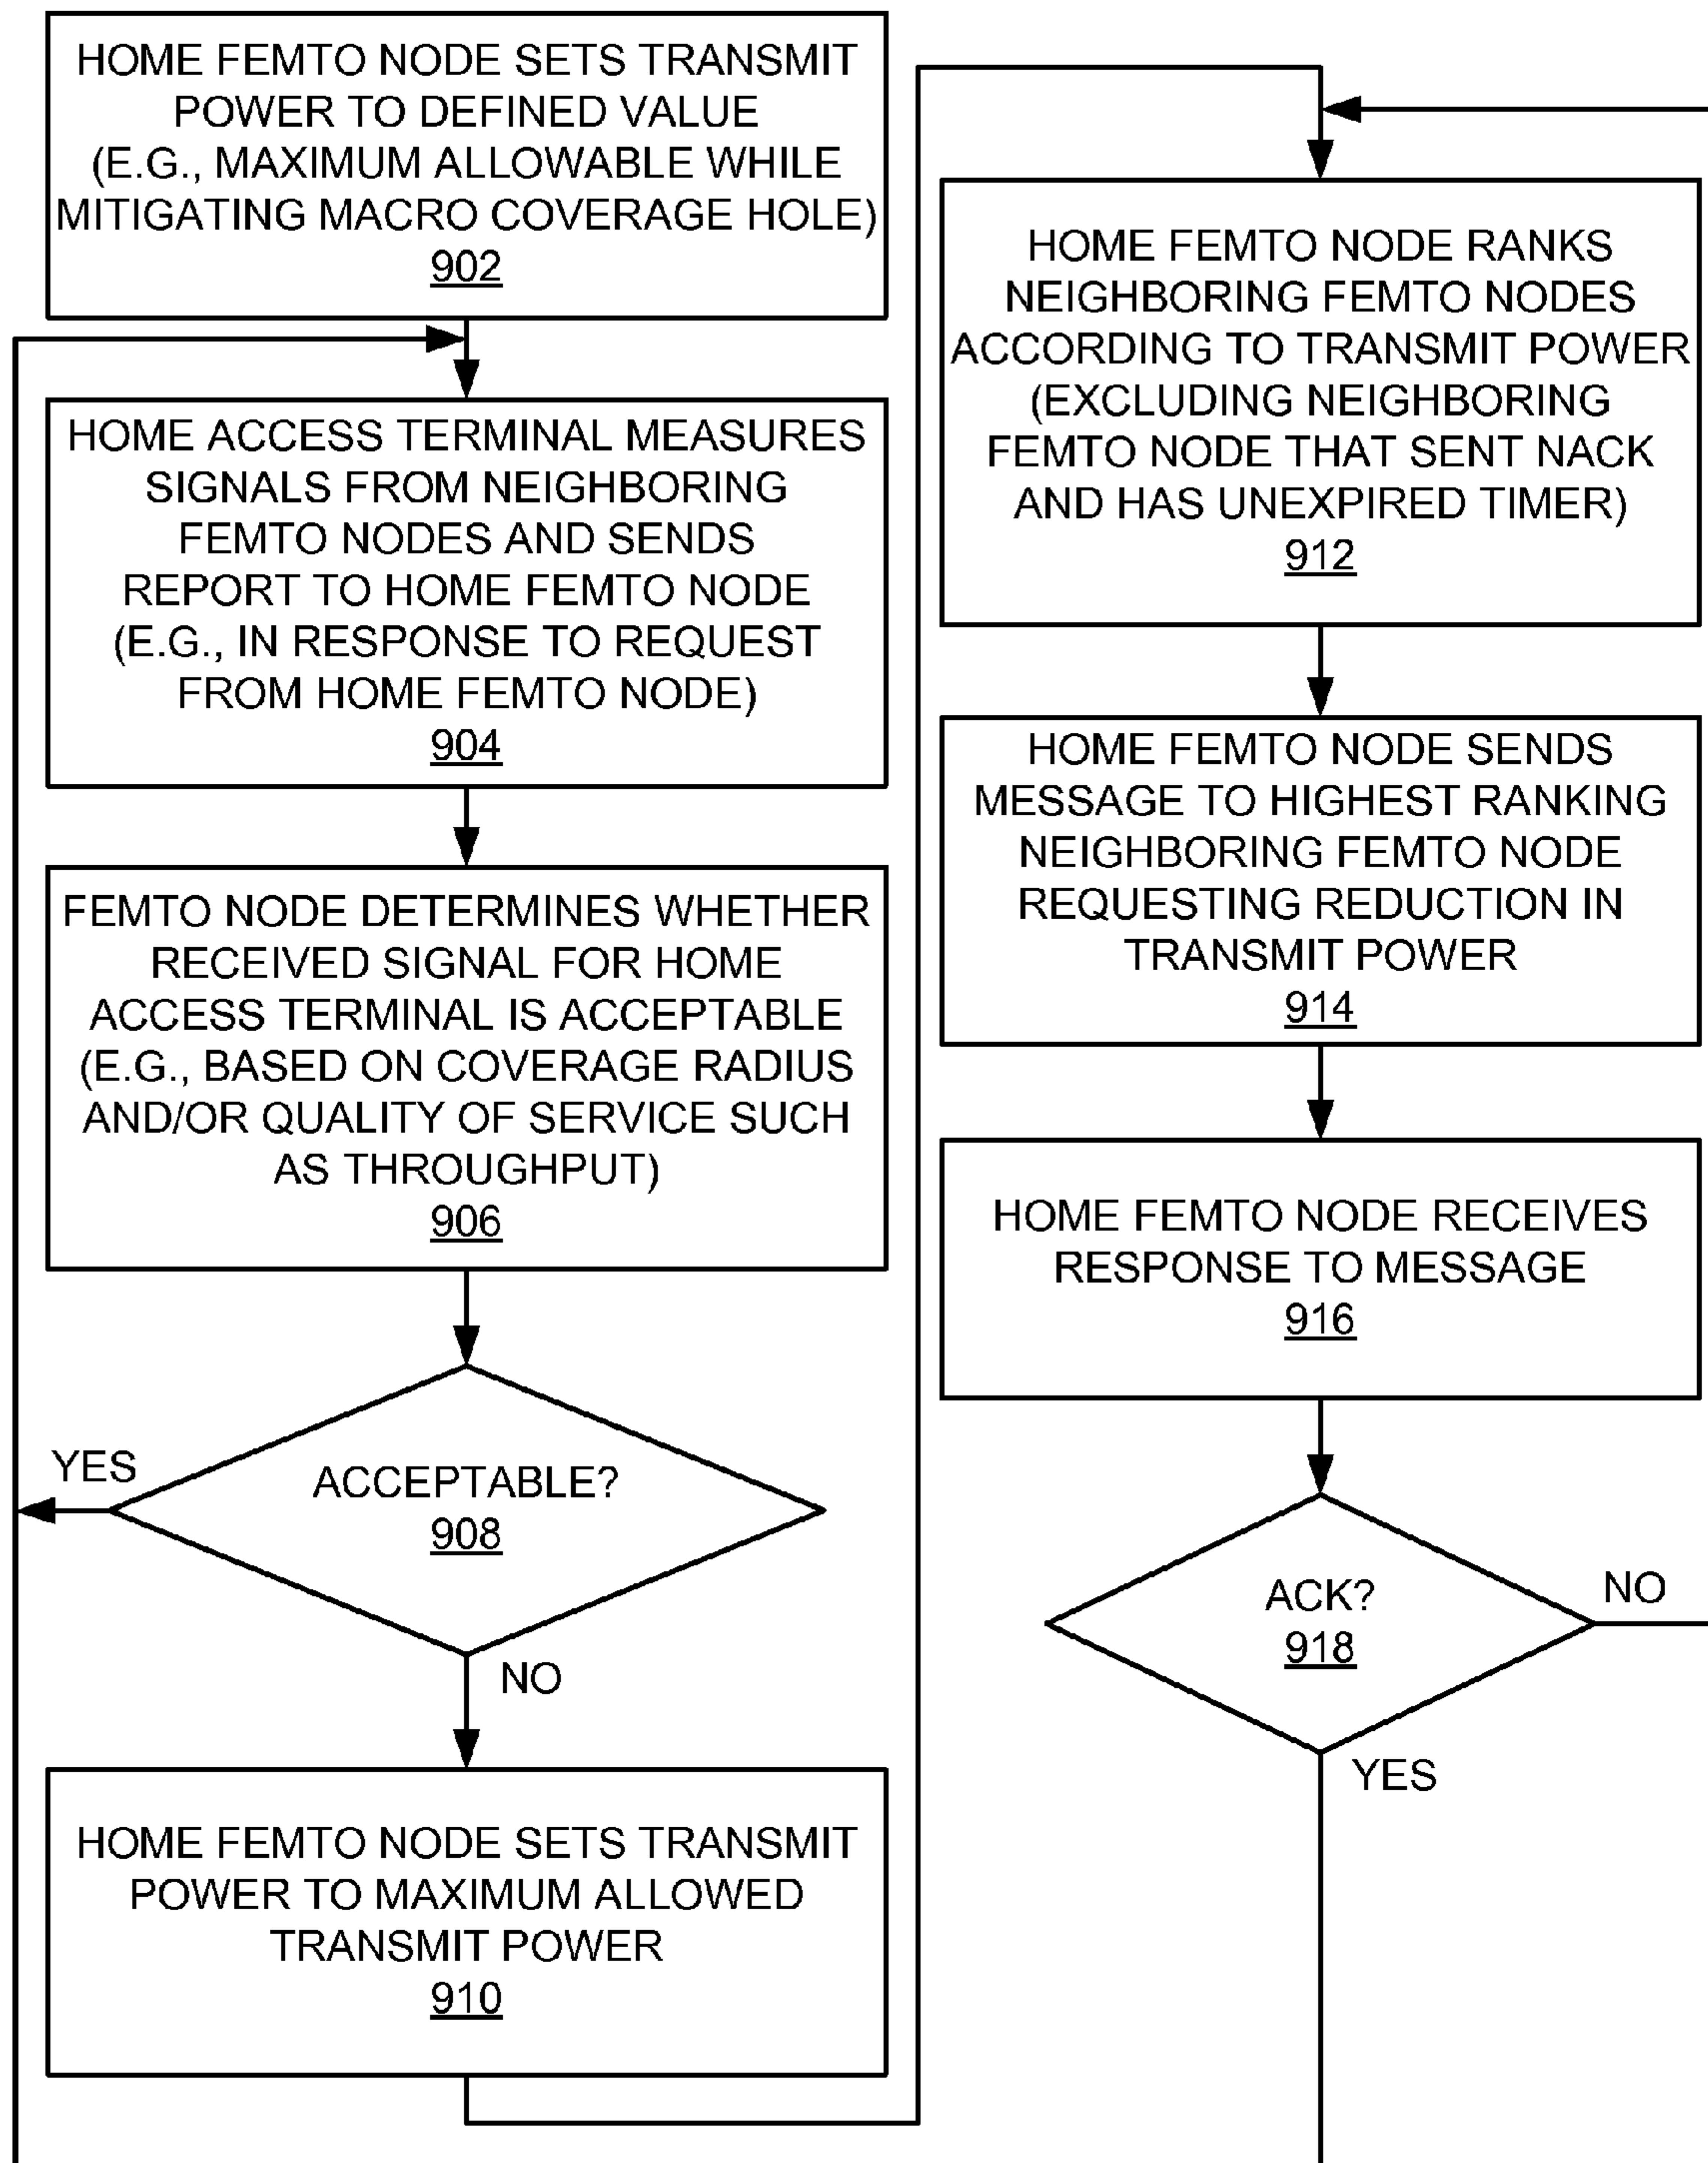 HOME FEMTO NODE SETS TRANSMIT
POWER TO DEFINED VALUE
(E.G., MAXIMUM ALLOWABLE WHILE
MITIGATING MACRO COVERAGE HOLE)
902
HOME ACCESS TERMINAL MEASURES
SIGNALS FROM NEIGHBORING
FEMTO NODES AND SENDS
REPORT TO HOME FEMTO NODE
(E.G., IN RESPONSE TO REQUEST
FROM HOME FEMTO NODE)
904
FEMTO NODE DETERMINES WHETHER
RECEIVED SIGNAL FOR HOME
ACCESS TERMINAL IS ACCEPTABLE
(E.G., BASED ON COVERAGE RADIUS
AND/OR QUALITY OF SERVICE SUCH
AS THROUGHPUT)
906
YES
ACCEPTABLE?
908
NO
HOME FEMTO NODE SETS TRANSMIT
POWER TO MAXIMUM ALLOWED
TRANSMIT POWER
910
HOME FEMTO NODE RANKS
NEIGHBORING FEMTO NODES
ACCORDING TO TRANSMIT POWER
(EXCLUDING NEIGHBORING
FEMTO NODE THAT SENT NACK
AND HAS UNEXPIRED TIMER)
912
HOME FEMTO NODE SENDS
MESSAGE TO HIGHEST RANKING
NEIGHBORING FEMTO NODE
REQUESTING REDUCTION IN
TRANSMIT POWER
914
HOME FEMTO NODE RECEIVES
RESPONSE TO MESSAGE
916
ACK?
918
NO
YES